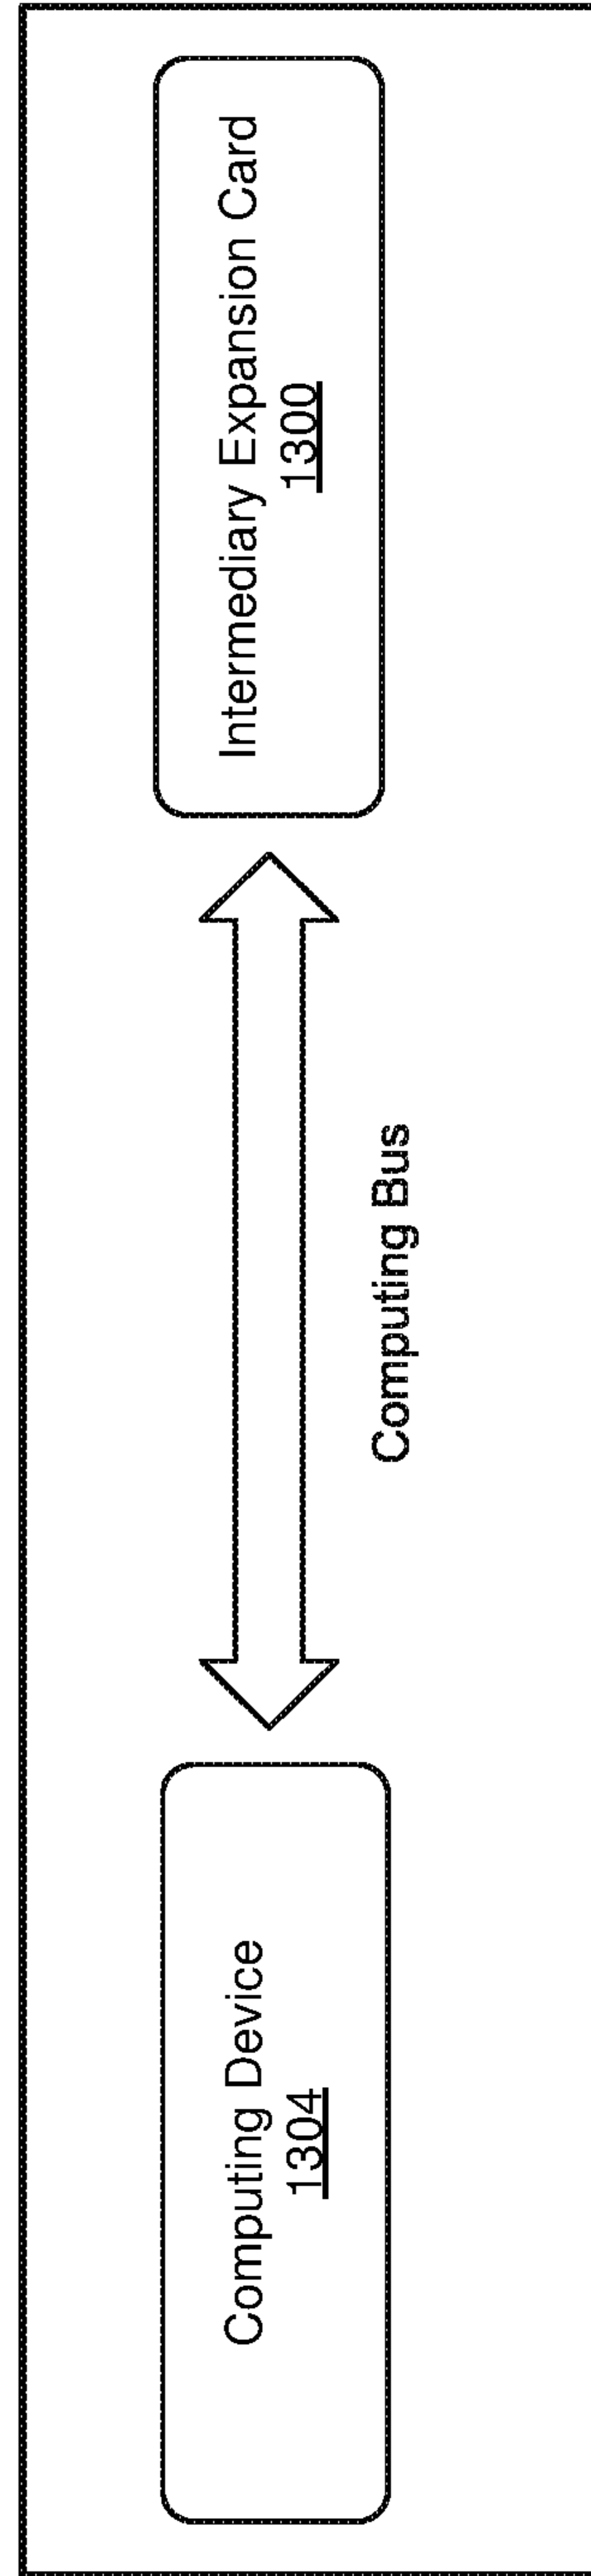 Computing Device
1304
Computing Bus
Intermediary Expansion Card
1300